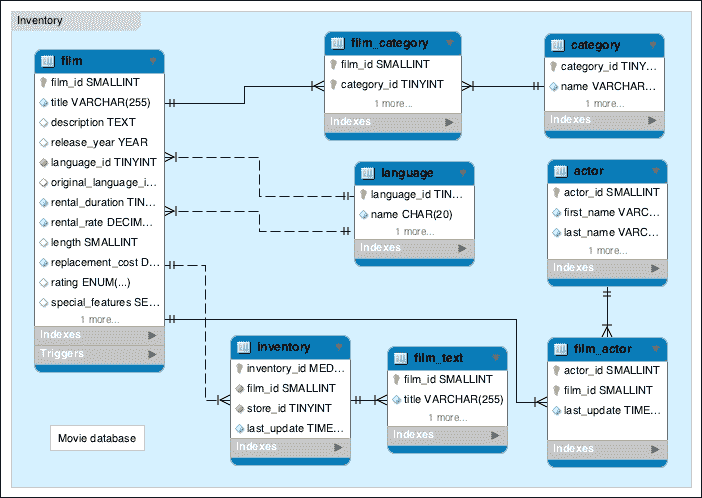 Inventory
film
film_id SMALLINT
title VARCHAR(255)
description TEXT
release_year YEAR
language_id TINYINT
original_language_i...
rental_duration TIN...
rental_rate DECIM...
length SMALLINT
replacement_cost D...
rating ENUM(...)
special_features SE...
1 more...
Indexes
Triggers
film_category
film_id SMALLINT
category_id TINYINT
1 more...
Indexes
category
category_id TINY...
name VARCHAR...
Indexes
language
language_id TIN...
name CHAR(20)
1 more...
Indexes
actor
actor_id SMALLINT
first_name VARC...
last_name VARC...
1 more...
Indexes
inventory
inventory_id MED...
film_id SMALLINT
store_id TINYINT
last_update TIME...
Indexes
film_text
film_id SMALLINT
title VARCHAR(255)
1 more...
Indexes
film_actor
actor_id SMALLINT
film_id SMALLINT
last_update TIME...
Indexes
Movie database